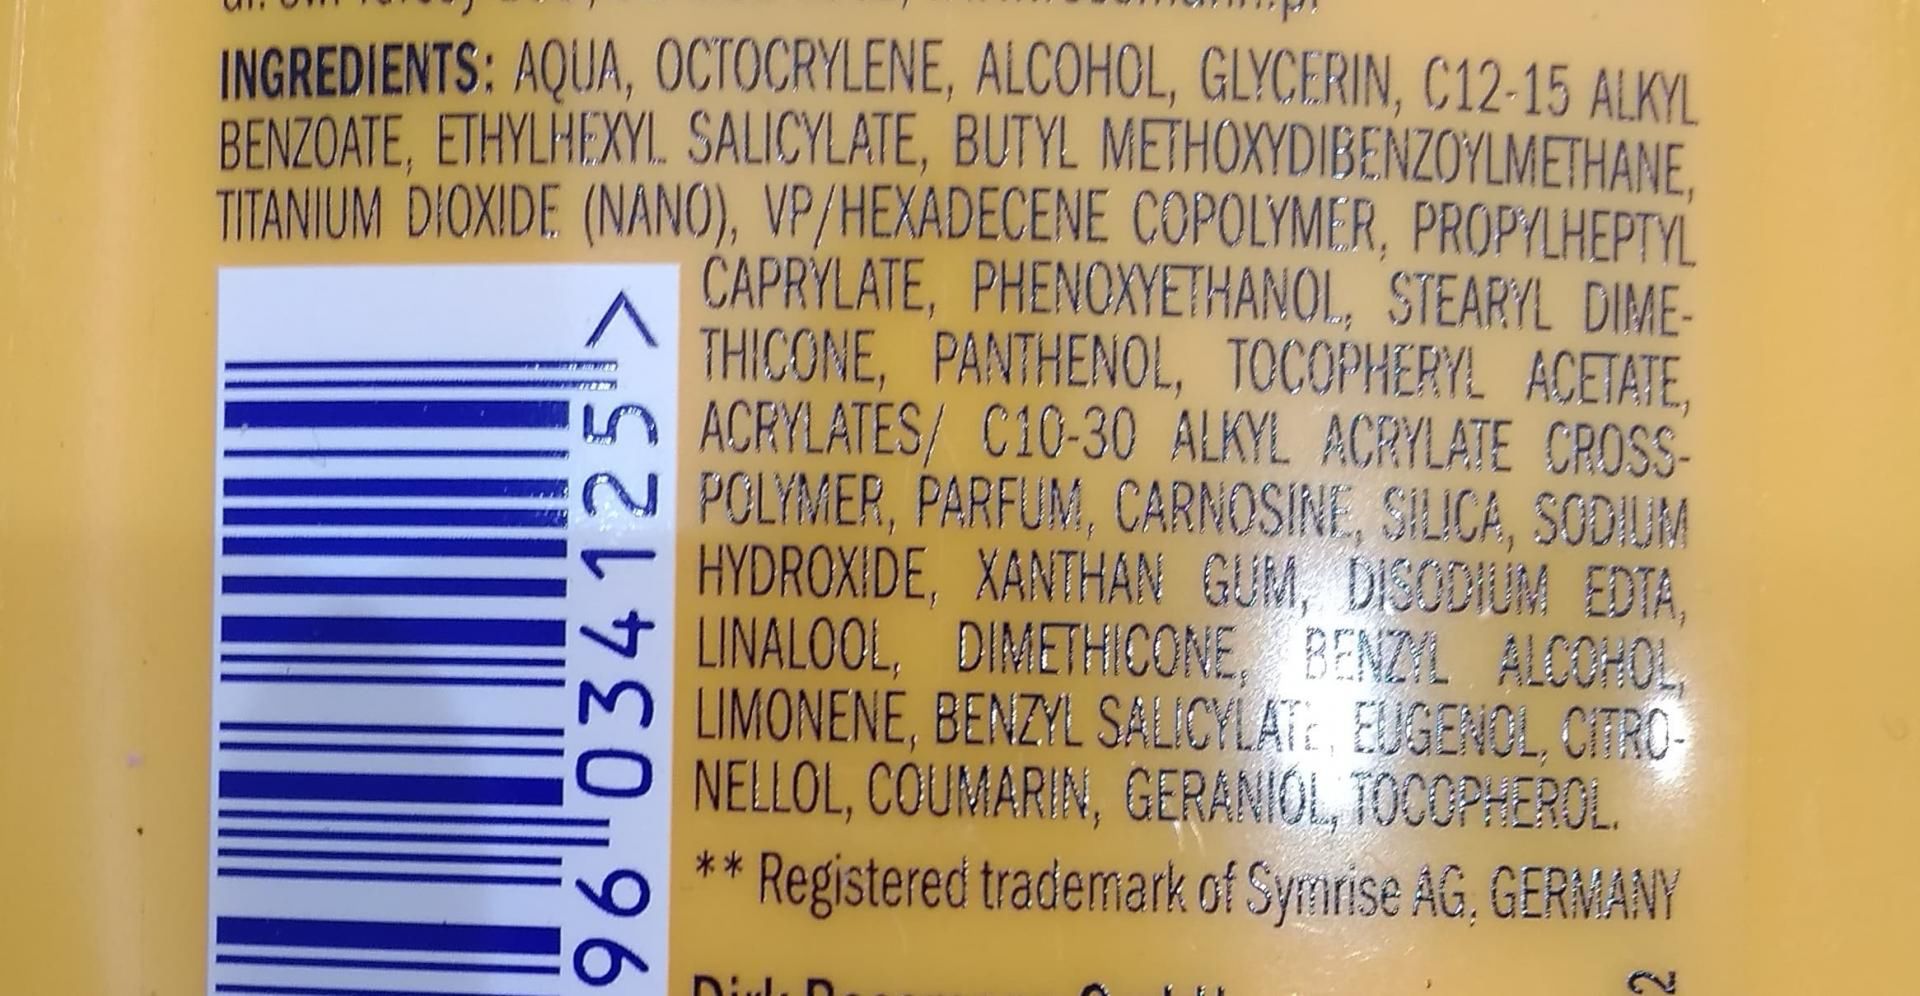 INGREDIENTS: AQUA, OCTOCRYLENE, ALCOHOL, GLYCERIN, C12-15 ALKYL
BENZOATE, ETHYLHEXYL SALICYLATE, BUTYL METHOXYDIBENZOYLMETHANE,
TITANIUM DIOXIDE (NANO), VP/HEXADECENE COPOLYMER, PROPYLHEPTYL
CAPRYLATE, PHENOXYETHANOL, STEARYL DIME-
THICONE, PANTHENOL, TOCOPHERYL ACETATE,
ACRYLATES/ C10-30 ALKYL ACRYLATE CROSS-
POLYMER, PARFUM, CARNOSINE, SILICA, SODIUM
HYDROXIDE, XANTHAN GUM, DISODIUM EDTA,
LINALOOL, DIMETHICONE, BENZYL ALCOHOL,
LIMONENE, BENZYL SALICYLATE, EUGENOL, CITRO-
NELLOL, COUMARIN, GERANIOL, TOCOPHEROL.
** Registered trademark of Symrise AG, GERMANY
96 034125 >
2